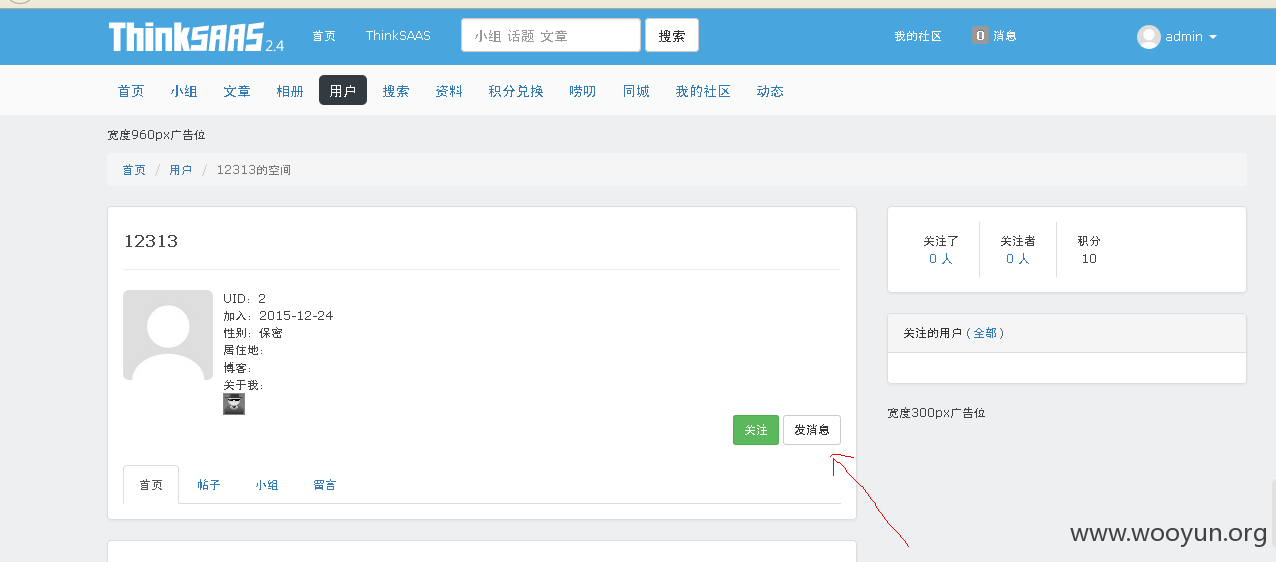 ThinkSAAS 2.4 首页 ThinkSAAS 小组 话题 文章 搜索 我的社区 0 消息 admin
首页 小组 文章 相册 用户 搜索 资料 积分兑换 唠叨 同城 我的社区 动态
宽度960px广告位
首页 / 用户 / 12313的空间
12313
UID: 2
加入: 2015-12-24
性别: 保密
居住地:
博客:
关于我:
关注 发消息
首页 帖子 小组 留言
关注了 关注者 积分
0 人 0 人 10
关注的用户 ( 全部 )
宽度300px广告位
www.wooyun.org